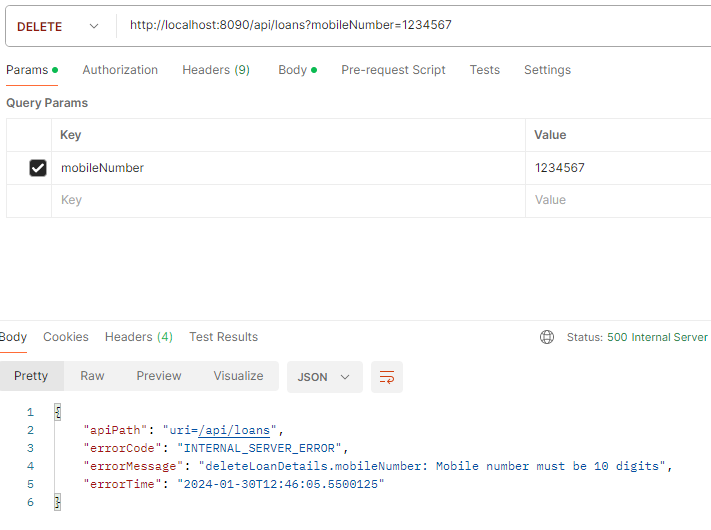 DELETE http://localhost:8090/api/loans?mobileNumber=1234567
Params Authorization Headers (9) Body Pre-request Script Tests Settings
Query Params
Key Value
mobileNumber 1234567
Key Value
Body Cookies Headers (4) Test Results Status: 500 Internal Server
Pretty Raw Preview Visualize JSON
1 {
2 "apiPath": "uri=/api/loans",
3 "errorCode": "INTERNAL_SERVER_ERROR",
4 "errorMessage": "deleteLoanDetails.mobileNumber: Mobile number must be 10 digits",
5 "errorTime": "2024-01-30T12:46:05.5500125"
6 }